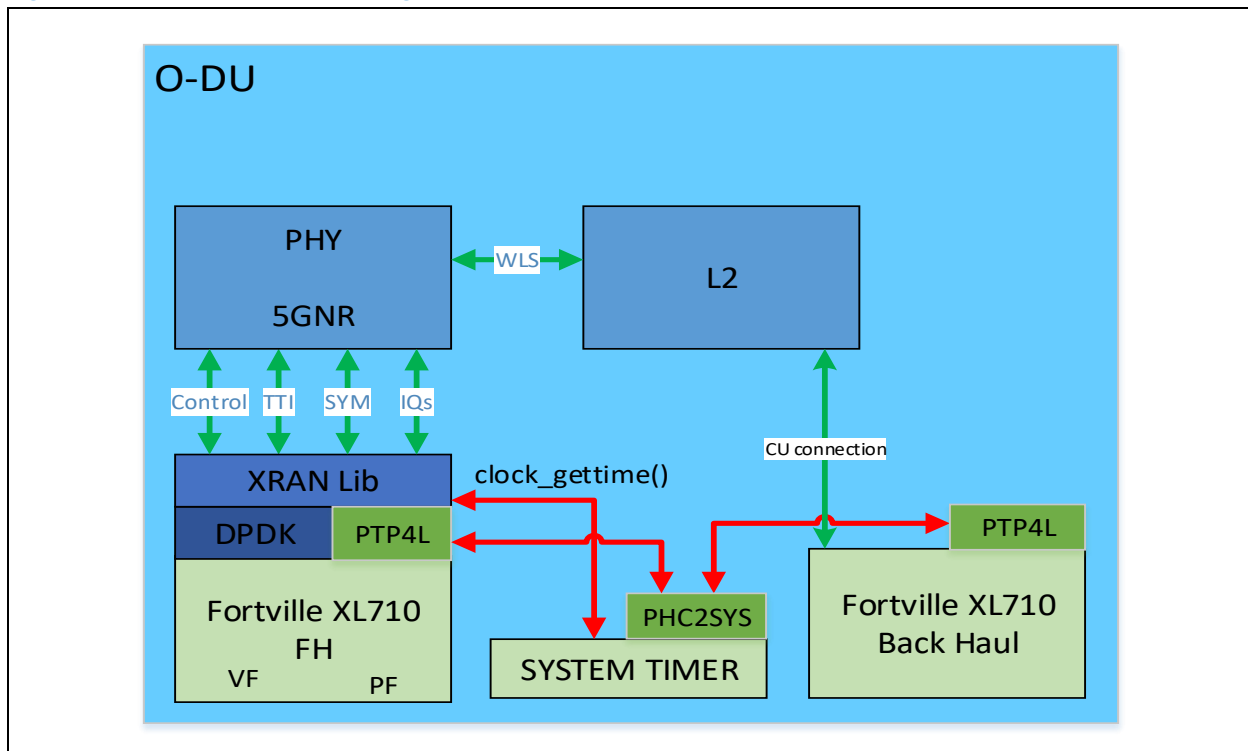 O-DU
PHY
5GNR
WLS
L2
Control
TTI
SYM
IQs
CU connection
XRAN Lib
clock_gettime()
DPDK
PTP4L
PTP4L
Fortville XL710
FH
VF
PF
PHC2SYS
SYSTEM TIMER
Fortville XL710
Back Haul